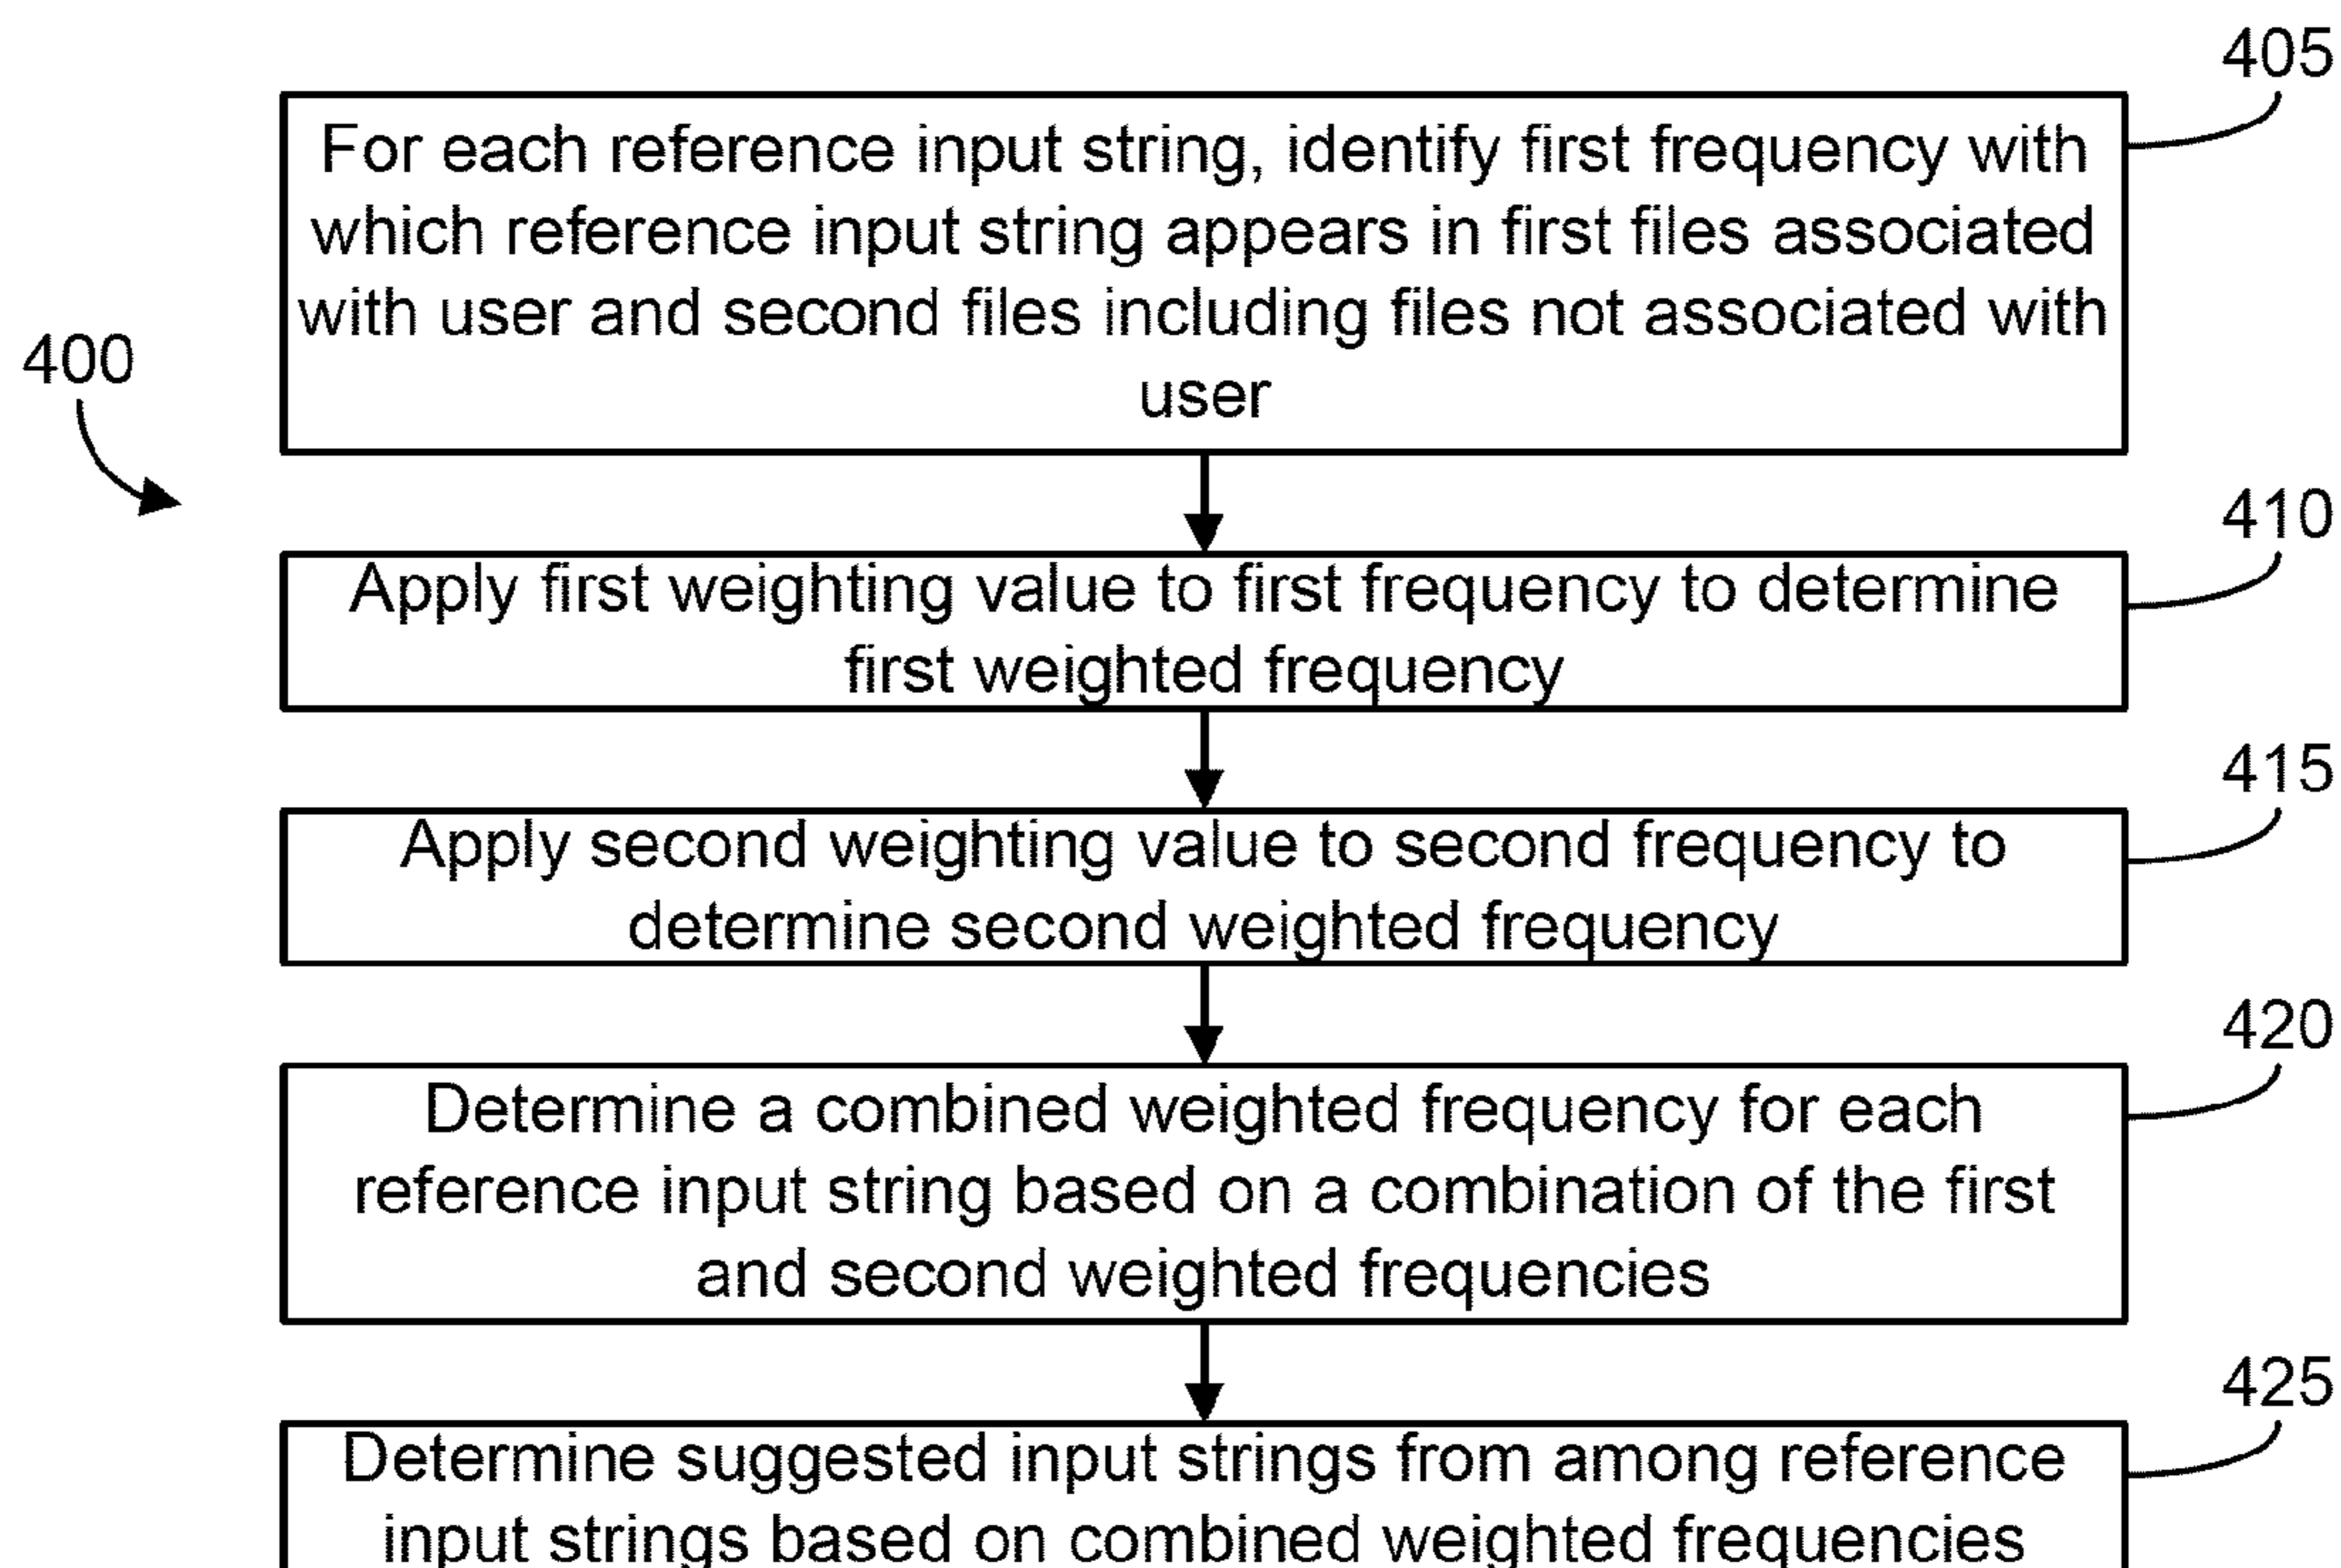 405
For each reference input string, identify first frequency with
which reference input string appears in first files associated
with user and second files including files not associated with
user
400
410
Apply first weighting value to first frequency to determine
first weighted frequency
415
Apply second weighting value to second frequency to
determine second weighted frequency
420
Determine a combined weighted frequency for each
reference input string based on a combination of the first
and second weighted frequencies
425
Determine suggested input strings from among reference
input strings based on combined weighted frequencies